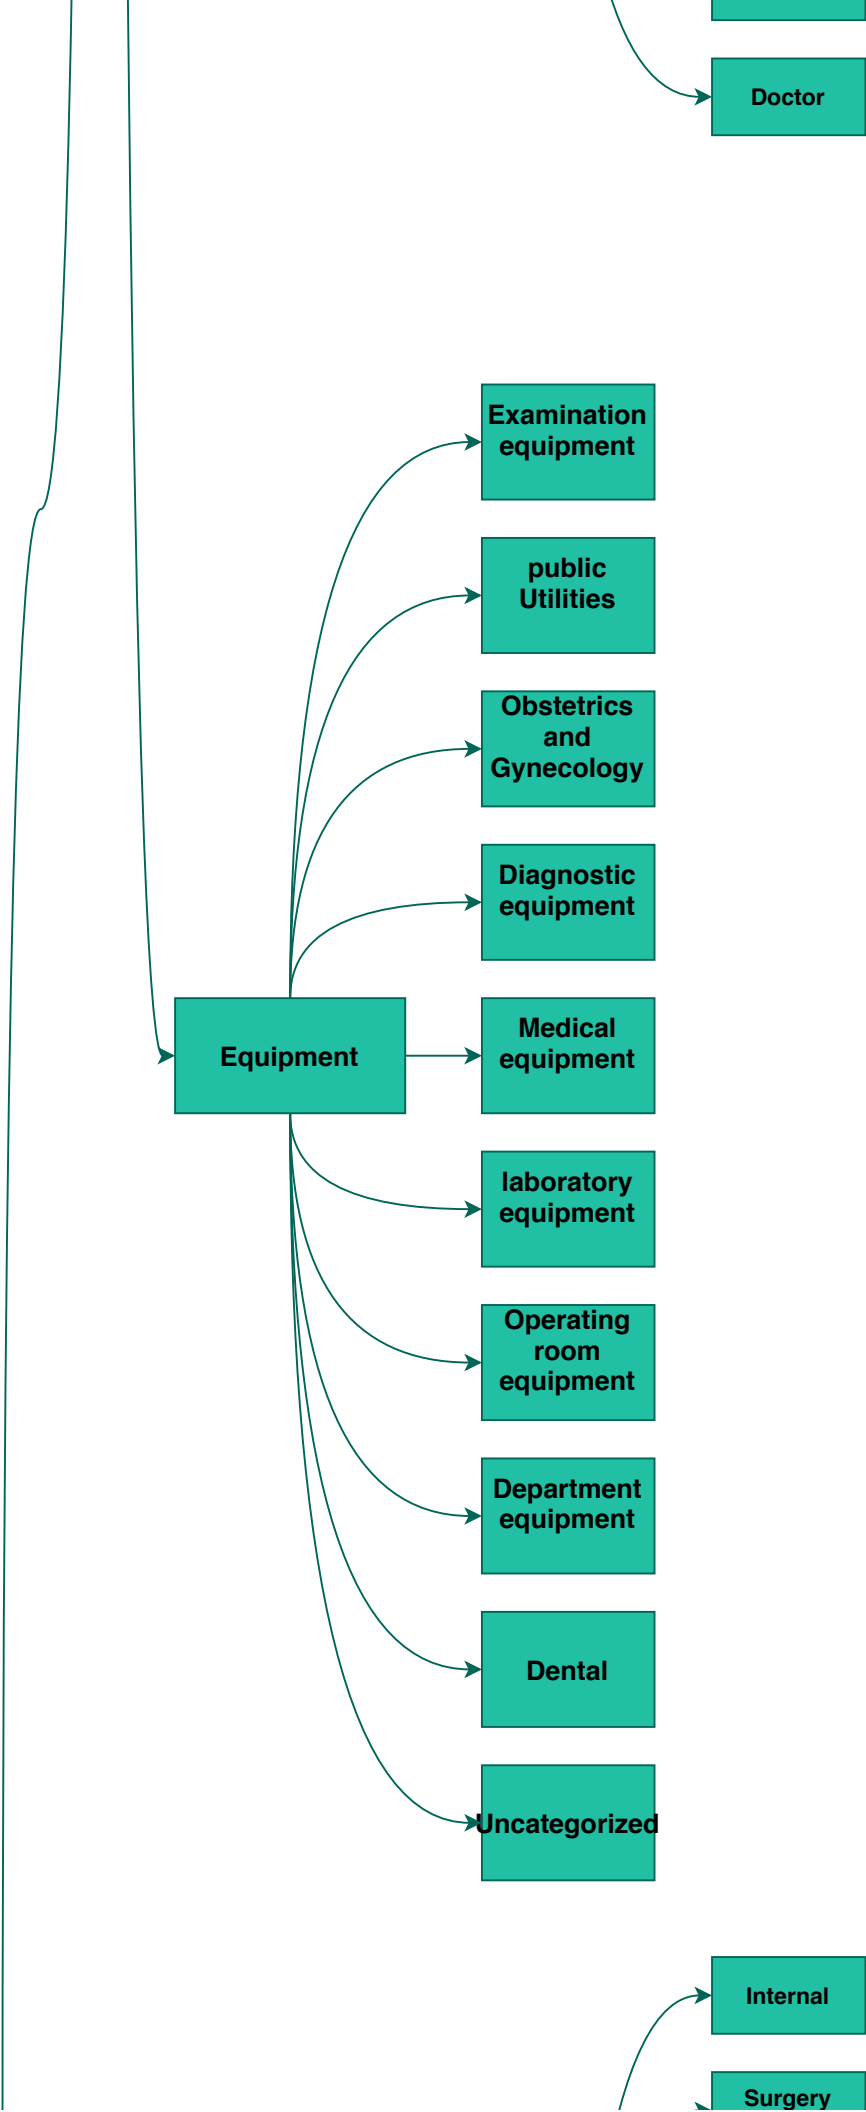 Doctor
Examination
equipment
public
Utilities
Obstetrics
and
Gynecology
Diagnostic
equipment
Equipment
Medical
equipment
laboratory
equipment
Operating
room
equipment
Department
equipment
Dental
Uncategorized
Internal
Surgery